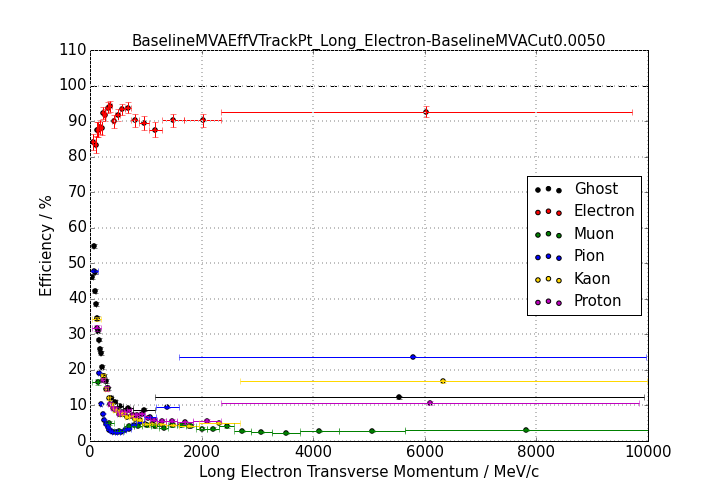 BaselineMVAEffVTrackPt_Long_Electron-BaselineMVACut0.0050
110
100
90
80
70
60
50
40
30
20
10
0
Efficiency / %
Ghost
Electron
Muon
Pion
Kaon
Proton
0 2000 4000 6000 8000 10000
Long Electron Transverse Momentum / MeV/c